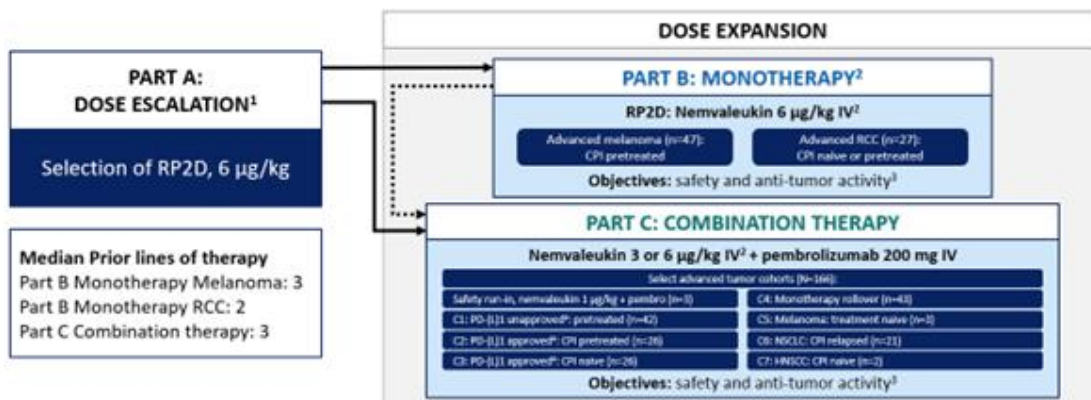 DOSE EXPANSION
PART A:
DOSE ESCALATION¹
Selection of RP2D, 6 µg/kg
Median Prior lines of therapy
Part B Monotherapy Melanoma: 3
Part B Monotherapy RCC: 2
Part C Combination therapy: 3
PART B: MONOTHERAPY²
RP2D: Nemvaleukin 6 µg/kg IV²
Advanced melanoma (n=47):
CPI pretreated
Advanced RCC (n=27):
CPI naive or pretreated
Objectives: safety and anti-tumor activity³
PART C: COMBINATION THERAPY
Nemvaleukin 3 or 6 µg/kg IV² + pembrolizumab 200 mg IV
Select advanced tumor cohorts (N=166):
Safety run-in, nemvaleukin 1 µg/kg + pembro (n=3)
C1: PD-(L)1 unapproved⁴: pretreated (n=42)
C2: PD-(L)1 approved⁴: CPI pretreated (n=26)
C3: PD-(L)1 approved⁴: CPI naive (n=26)
C4: Monotherapy rollover (n=43)
C5: Melanoma: treatment naive (n=3)
C6: NSCLC: CPI relapsed (n=21)
C7: HNSCC: CPI naive (n=2)
Objectives: safety and anti-tumor activity³